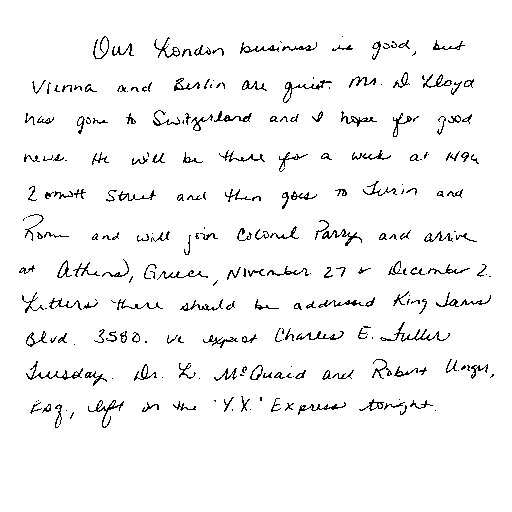 Our London business is good, but
Vienna and Berlin are quiet. Mr. D. Lloyd
has gone to Switzerland and I hope for good
news. He will be there for a week at 1496
Zermott Street and then goes to Turin and
Rome and will join Colonel Parry and arrive
at Athens, Greece, November 27 or December 2.
Letters there should be addressed King James
Blvd. 3580. We expect Charles E. Fuller
Tuesday. Dr. L. McQuaid and Robert Unger,
Esq., left on the 'Y.X.' Express tonight.